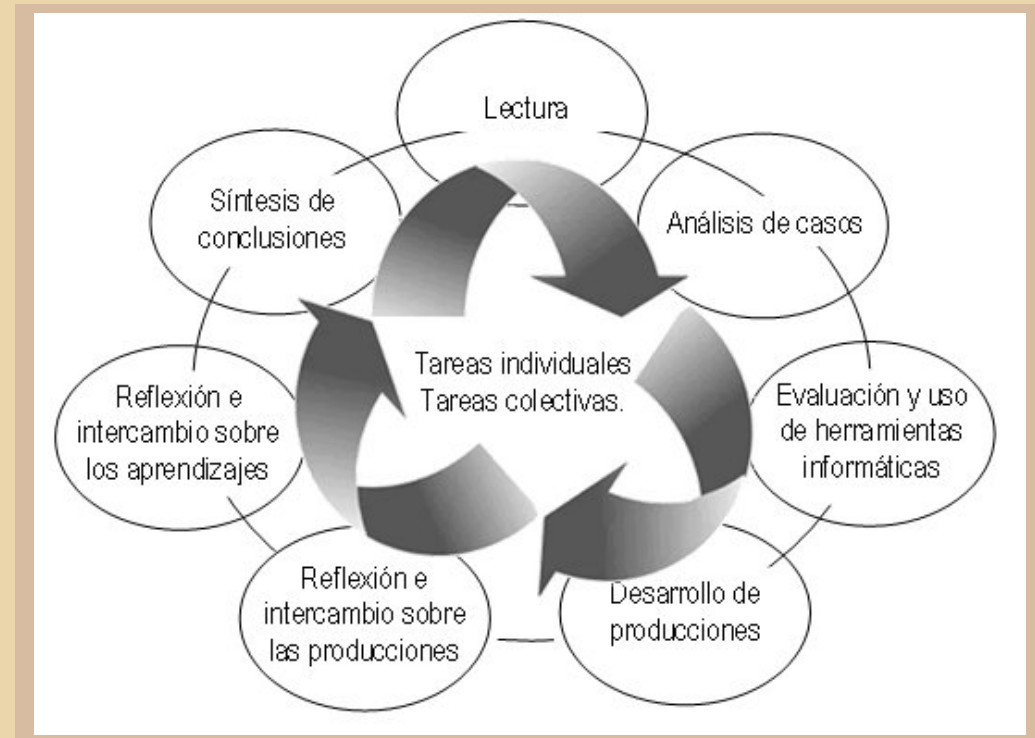 Lectura
Análisis de casos
Evaluación y uso
de herramientas
informáticas
Desarrollo de
producciones
Reflexión e
intercambio sobre
las producciones
Reflexión e
intercambio sobre
los aprendizajes
Síntesis de
conclusiones
Tareas individuales
Tareas colectivas.